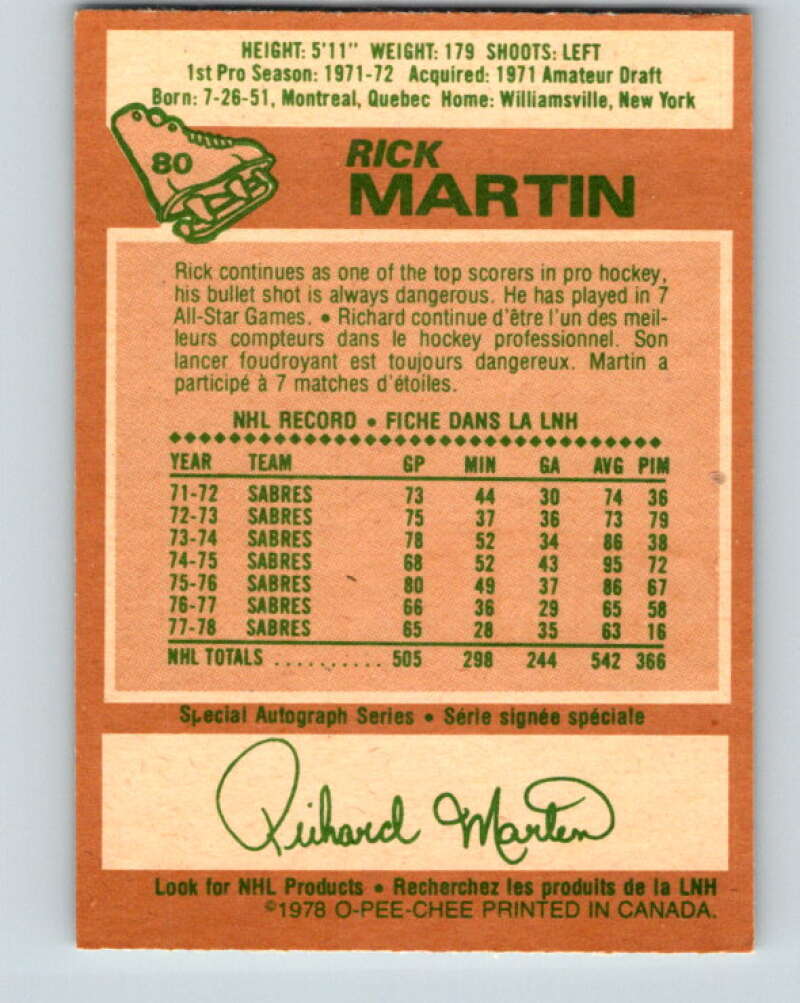 HEIGHT: 5'11" WEIGHT: 179 SHOOTS: LEFT
1st Pro Season: 1971-72 Acquired: 1971 Amateur Draft
Born: 7-26-51, Montreal, Quebec Home: Williamsville, New York
80
RICK
MARTIN
Rick continues as one of the top scorers in pro hockey,
his bullet shot is always dangerous. He has played in 7
All-Star Games. • Richard continue d'être l'un des meil-
leurs compteurs dans le hockey professionnel. Son
lancer foudroyant est toujours dangereux. Martin a
participé à 7 matches d'étoiles.
NHL RECORD • FICHE DANS LA LNH
YEAR TEAM GP MIN GA AVG PIM
71-72 SABRES 73 44 30 74 36
72-73 SABRES 75 37 36 73 79
73-74 SABRES 78 52 34 86 38
74-75 SABRES 68 52 43 95 72
75-76 SABRES 80 49 37 86 67
76-77 SABRES 66 36 29 65 58
77-78 SABRES 65 28 35 63 16
NHL TOTALS .......... 505 298 244 542 366
Special Autograph Series • Série signée spéciale
Richard Martin
Look for NHL Products • Recherchez les produits de la LNH
©1978 O-PEE-CHEE PRINTED IN CANADA.